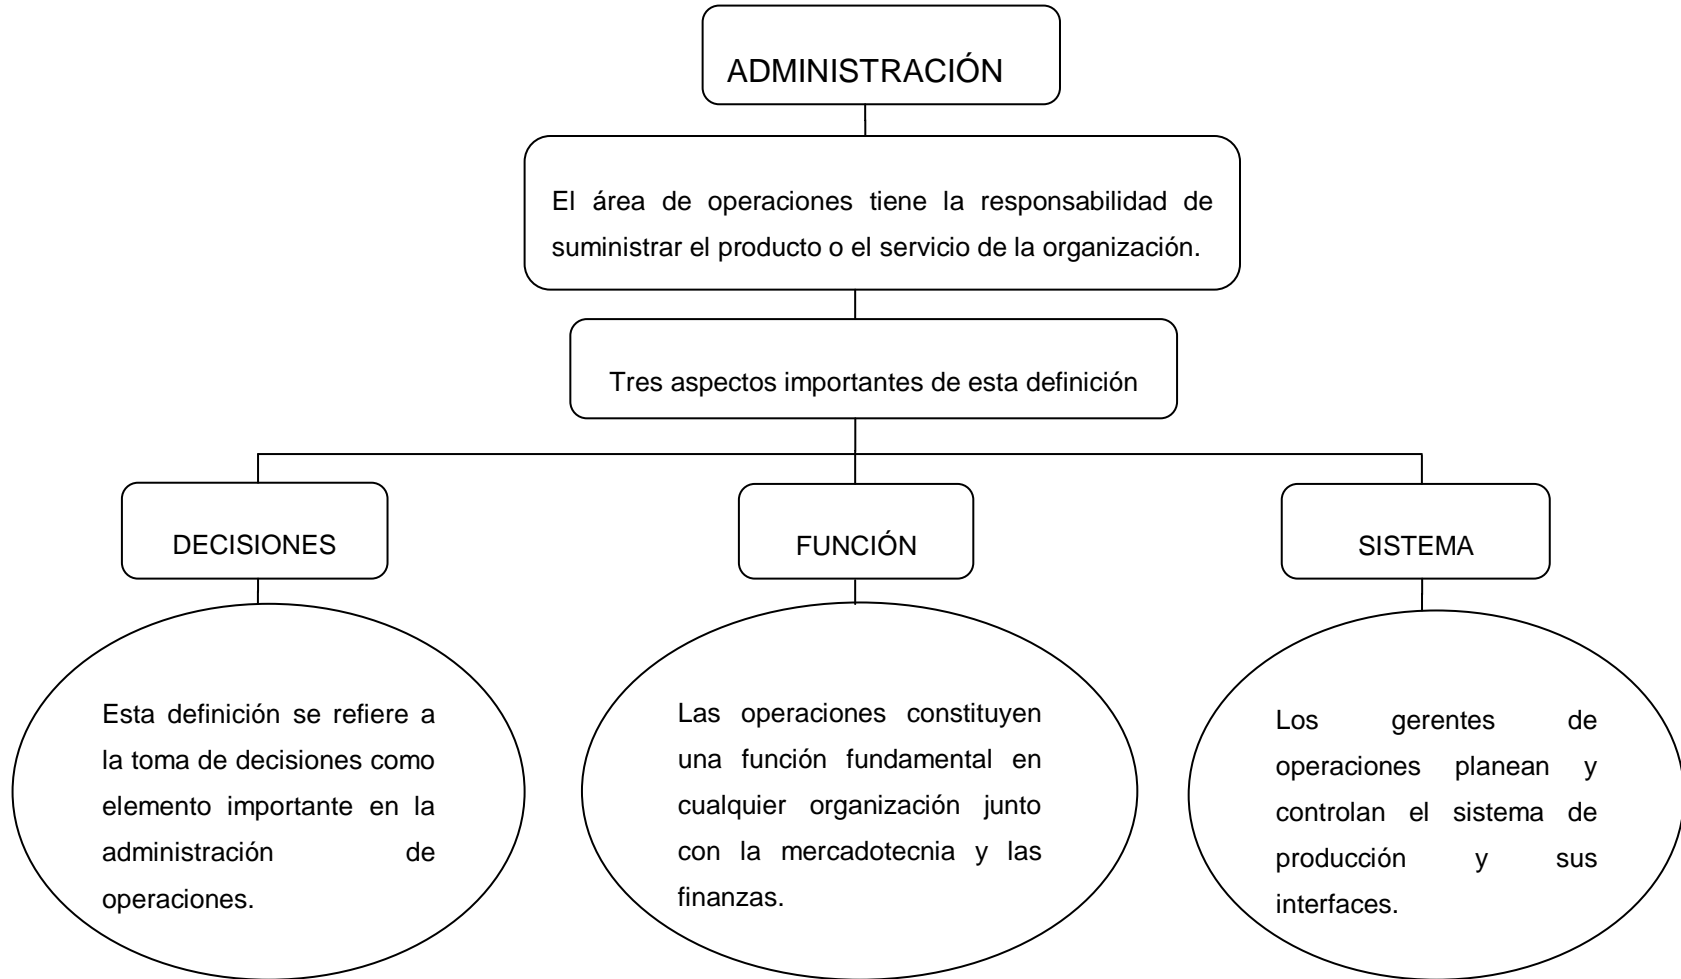 ADMINISTRACIÓN
El área de operaciones tiene la responsabilidad de
suministrar el producto o el servicio de la organización.
Tres aspectos importantes de esta definición
DECISIONES
FUNCIÓN
SISTEMA
Esta definición se refiere a
la toma de decisiones como
elemento importante en la
administración de
operaciones.
Las operaciones constituyen
una función fundamental en
cualquier organización junto
con la mercadotecnia y las
finanzas.
Los gerentes de
operaciones planean y
controlan el sistema de
producción y sus
interfaces.